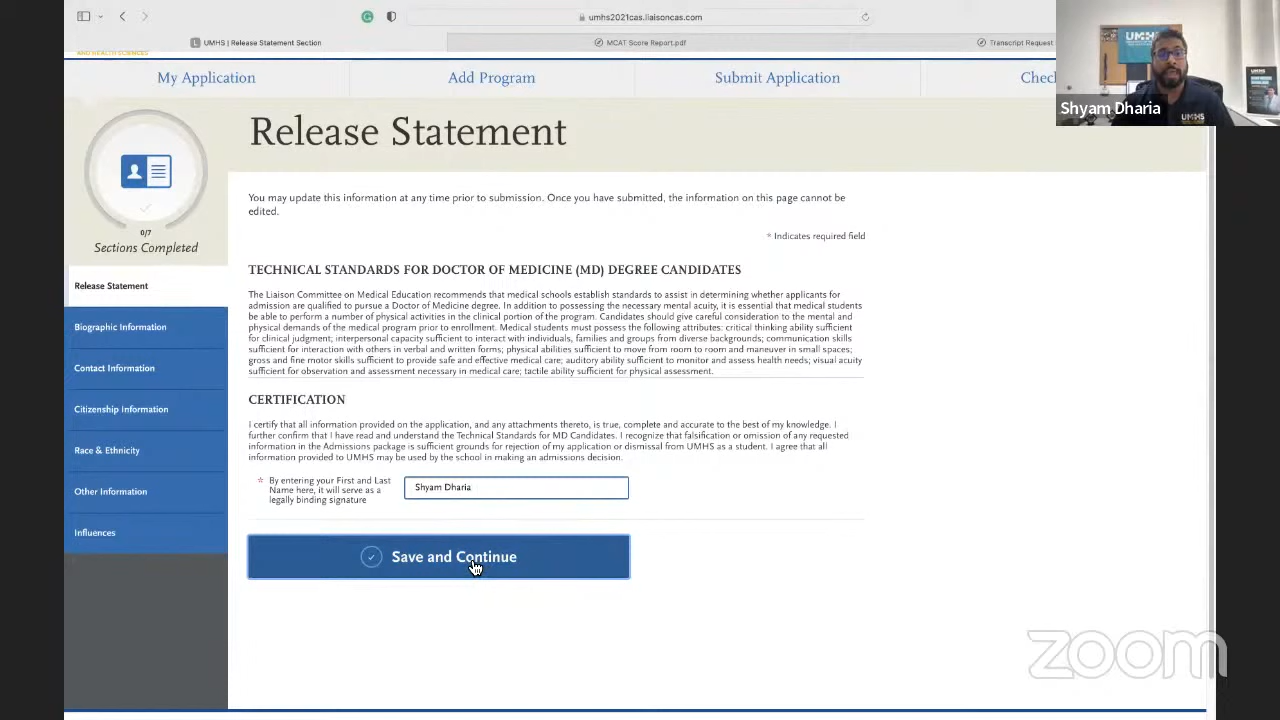 umhs2021cas.liaisoncas.com
UMHS | Release Statement Section
MCAT Score Report.pdf
Transcript Request
AND HEALTH SCIENCES
My Application
Add Program
Submit Application
Chec
UMHS
Shyam Dharia
UMHS
Release Statement
0/7
Sections Completed
Release Statement
Biographic Information
Contact Information
Citizenship Information
Race & Ethnicity
Other Information
Influences
You may update this information at any time prior to submission. Once you have submitted, the information on this page cannot be
edited.
* Indicates required field
TECHNICAL STANDARDS FOR DOCTOR OF MEDICINE (MD) DEGREE CANDIDATES
The Liaison Committee on Medical Education recommends that medical schools establish standards to assist in determining whether applicants for
admission are qualified to pursue a Doctor of Medicine degree. In addition to possessing the necessary mental acuity, it is essential that medical students
be able to perform a number of physical activities in the clinical portion of the program. Candidates should give careful consideration to the mental and
physical demands of the medical program prior to enrollment. Medical students must possess the following attributes: critical thinking ability sufficient
for clinical judgment; interpersonal capacity sufficient to interact with individuals, families and groups from diverse backgrounds; communication skills
sufficient for interaction with others in verbal and written forms; physical abilities sufficient to move from room to room and maneuver in small spaces;
gross and fine motor skills sufficient to provide safe and effective medical care; auditory ability sufficient to monitor and assess health needs; visual acuity
sufficient for observation and assessment necessary in medical care; tactile ability sufficient for physical assessment.
CERTIFICATION
I certify that all information provided on the application, and any attachments thereto, is true, complete and accurate to the best of my knowledge. I
further confirm that I have read and understand the Technical Standards for MD Candidates. I recognize that falsification or omission of any requested
information in the Admissions package is sufficient grounds for rejection of my application or dismissal from UMHS as a student. I agree that all
information provided to UMHS may be used by the school in making an admissions decision.
* By entering your First and Last
Name here, it will serve as a
legally binding signature
Shyam Dharia
Save and Continue
zoom